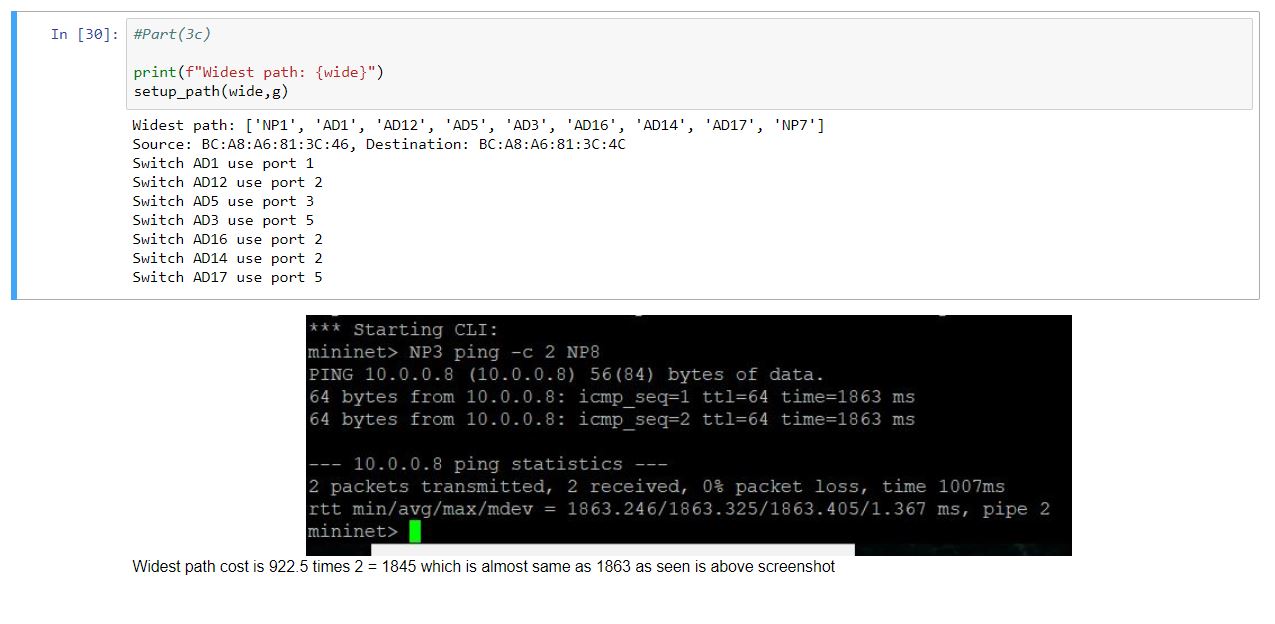 In [30]: #Part(3c)
print(f"Widest path: {wide}")
setup_path(wide,g)
Widest path: ['NP1', 'AD1', 'AD12', 'AD5', 'AD3', 'AD16', 'AD14', 'AD17', 'NP7']
Source: BC:A8:A6:81:3C:46, Destination: BC:A8:A6:81:3C:4C
Switch AD1 use port 1
Switch AD12 use port 2
Switch AD5 use port 3
Switch AD3 use port 5
Switch AD16 use port 2
Switch AD14 use port 2
Switch AD17 use port 5
*** Starting CLI:
mininet> NP3 ping -c 2 NP8
PING 10.0.0.8 (10.0.0.8) 56(84) bytes of data.
64 bytes from 10.0.0.8: icmp_seq=1 ttl=64 time=1863 ms
64 bytes from 10.0.0.8: icmp_seq=2 ttl=64 time=1863 ms
--- 10.0.0.8 ping statistics ---
2 packets transmitted, 2 received, 0% packet loss, time 1007ms
rtt min/avg/max/mdev = 1863.246/1863.325/1863.405/1.367 ms, pipe 2
mininet>
Widest path cost is 922.5 times 2 = 1845 which is almost same as 1863 as seen is above screenshot